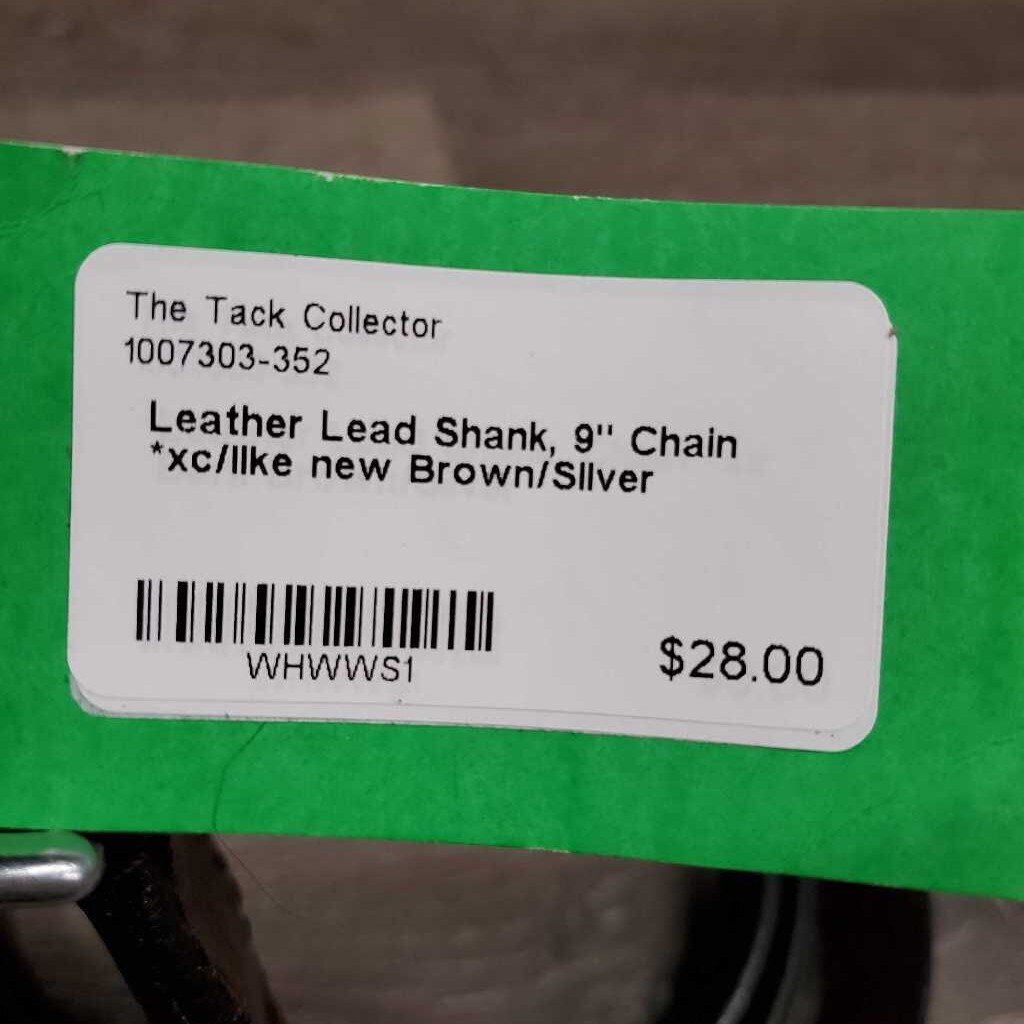 The Tack Collector
1007303-352
Leather Lead Shank, 9" Chain
*xc/like new Brown/Silver
WHWWS1
$28.00